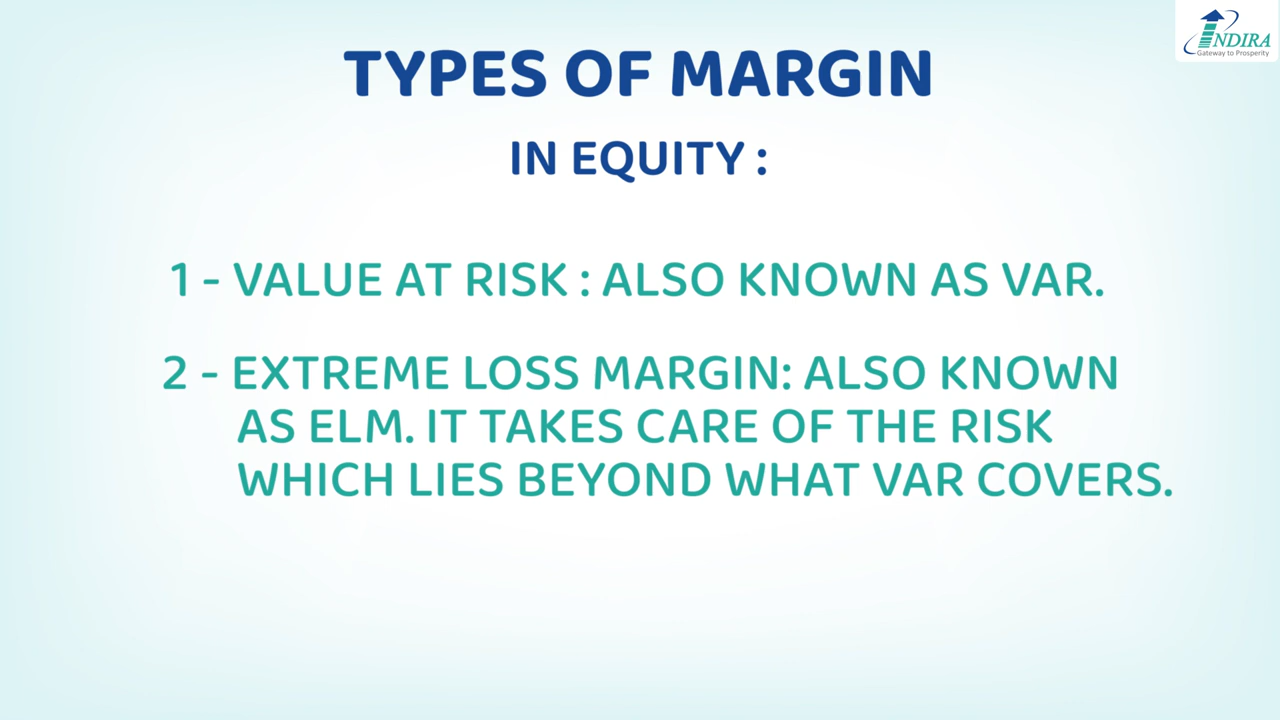 INDIRA
Gateway to Prosperity
TYPES OF MARGIN
IN EQUITY :
1 - VALUE AT RISK : ALSO KNOWN AS VAR.
2 - EXTREME LOSS MARGIN: ALSO KNOWN
AS ELM. IT TAKES CARE OF THE RISK
WHICH LIES BEYOND WHAT VAR COVERS.